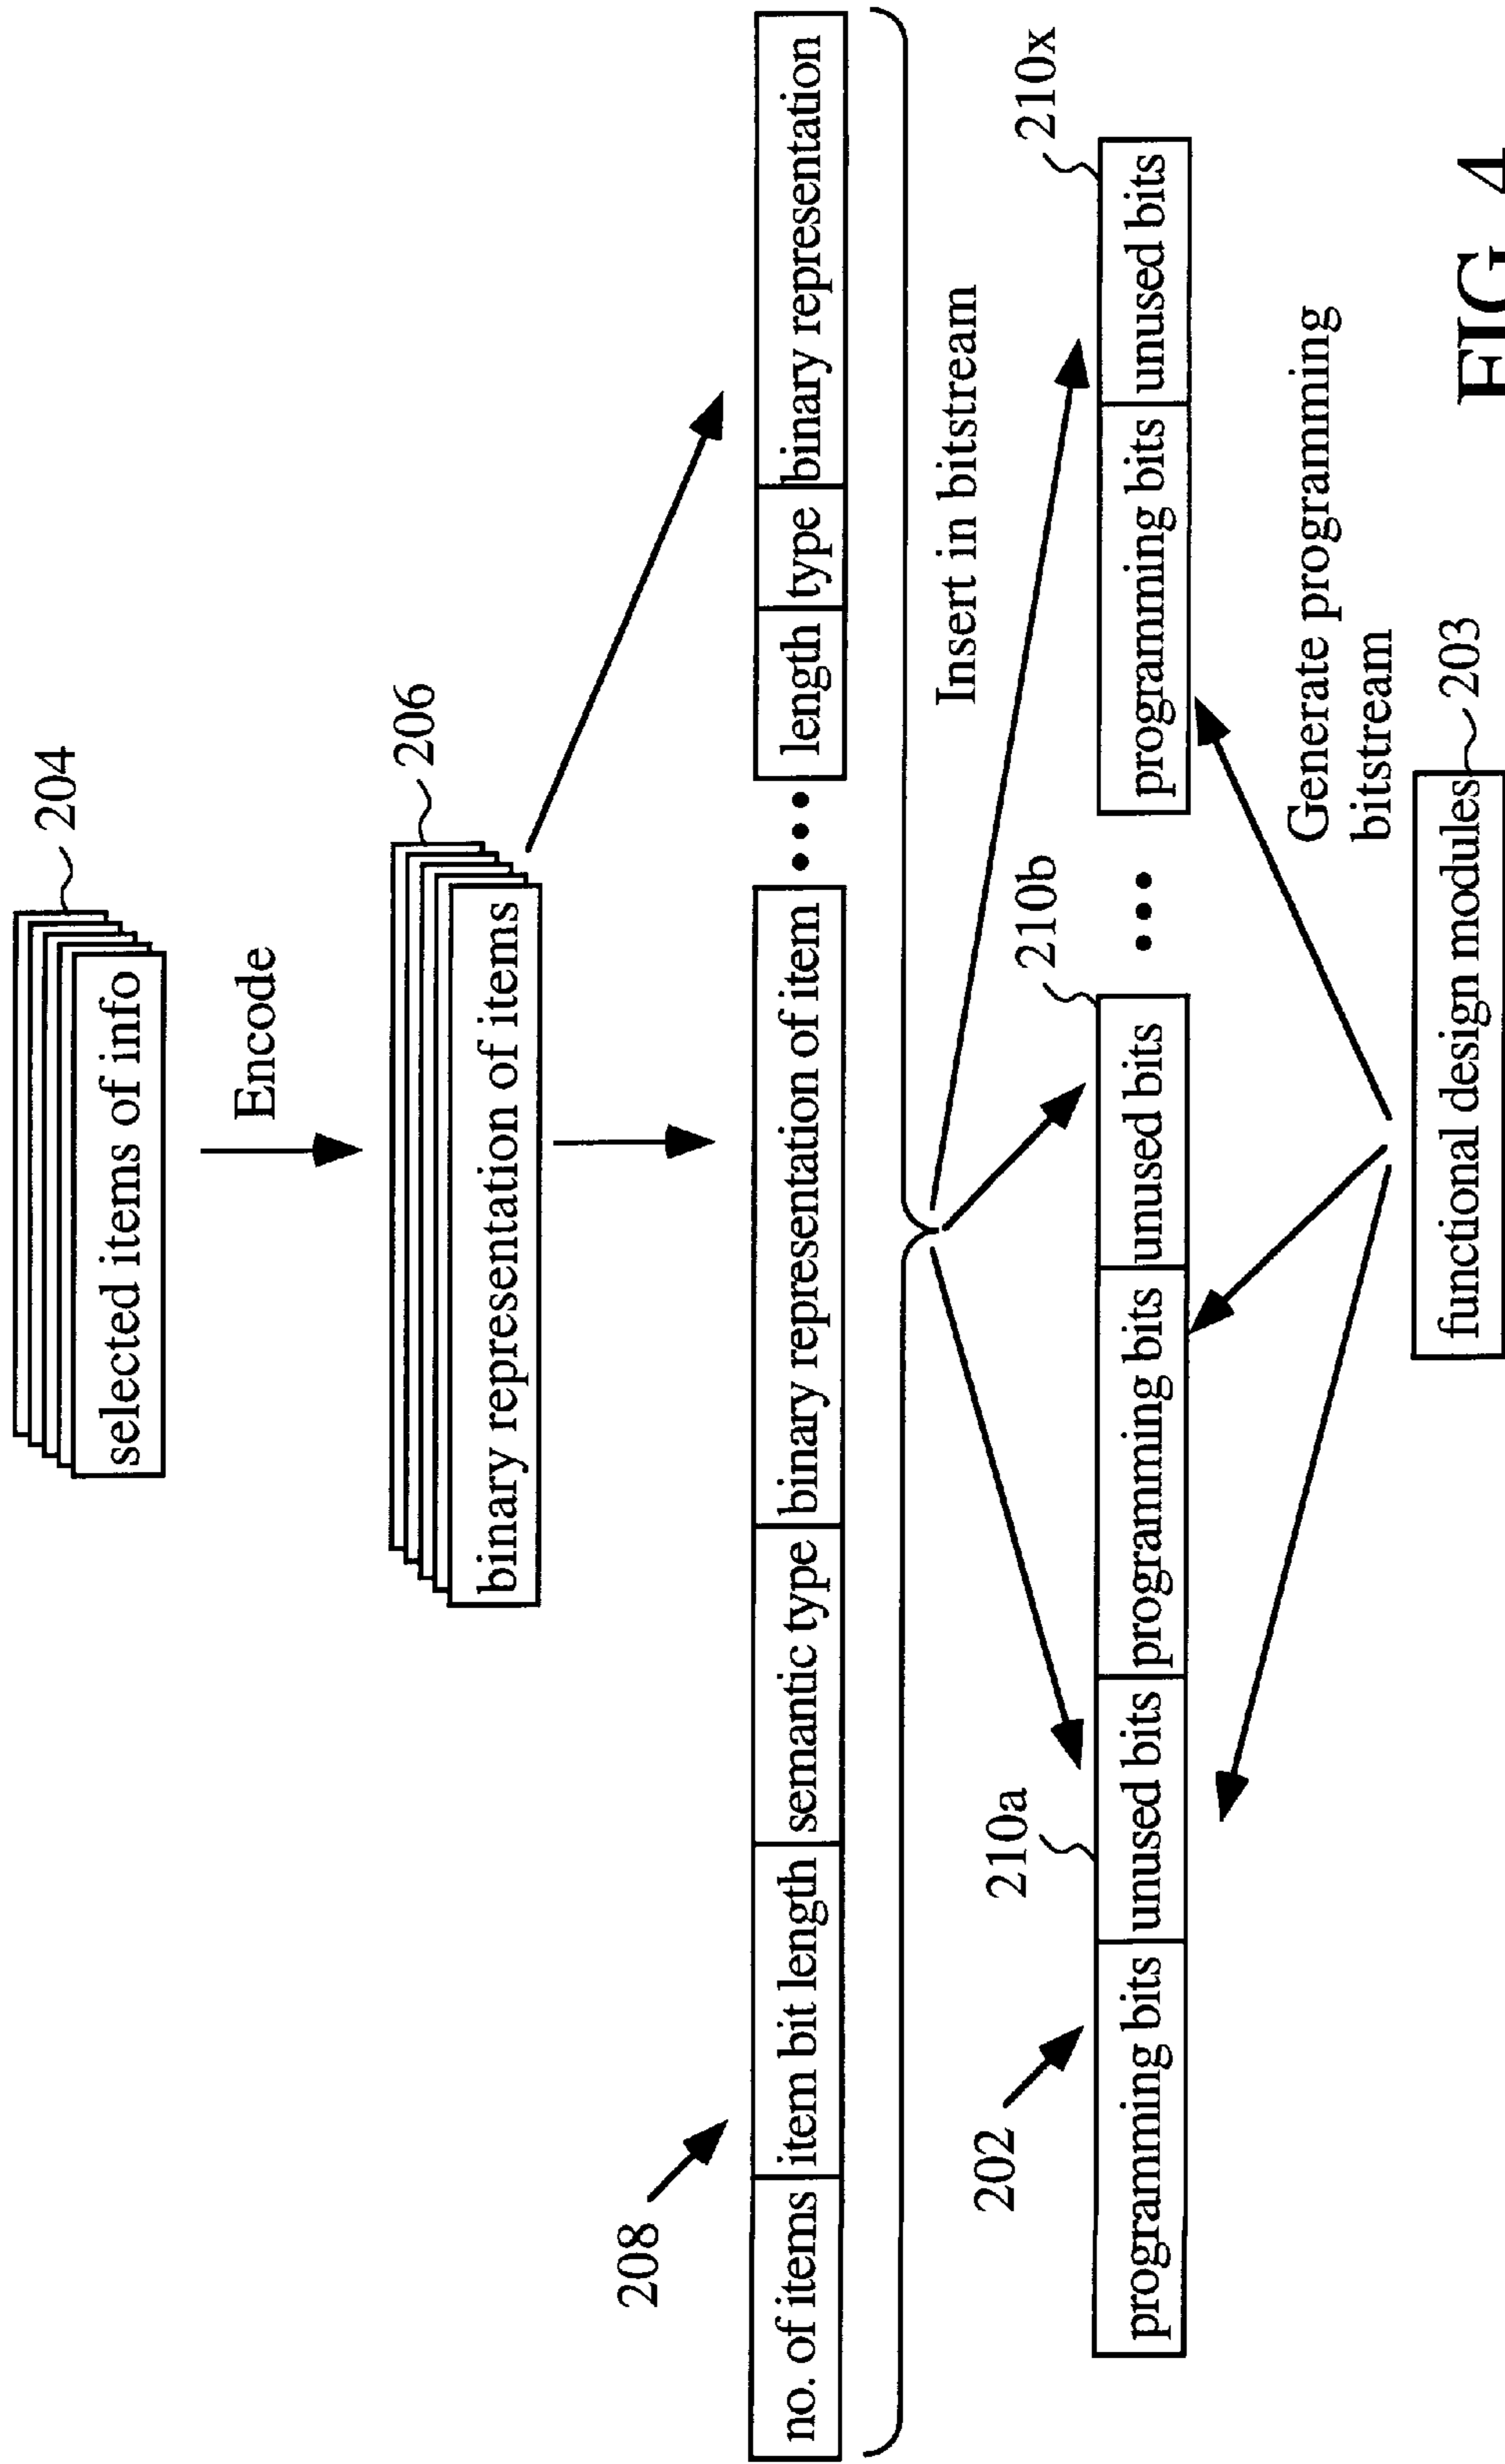 selected items of info
204
Encode
binary representation of items
206
208
no. of items item bit length semantic type binary representation of item ••• length type binary representation
Insert in bitstream
202
210a
210b
210x
programming bits unused bits programming bits unused bits ••• programming bits unused bits
Generate programming
bitstream
functional design modules
203
FIG. 4